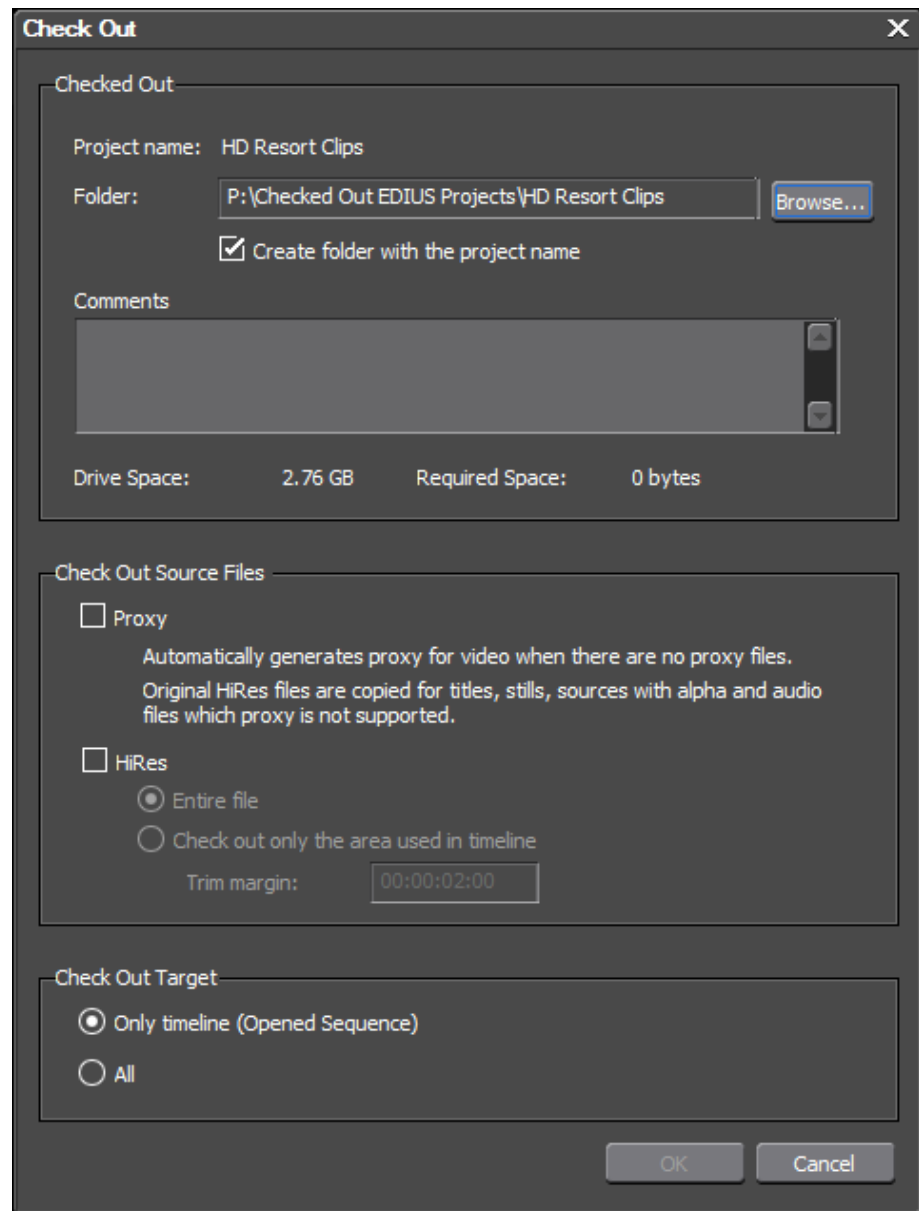 Check Out
Checked Out
Project name: HD Resort Clips
Folder: P:\Checked Out EDIUS Projects\HD Resort Clips Browse...
Create folder with the project name
Comments
Drive Space: 2.76 GB Required Space: 0 bytes
Check Out Source Files
Proxy
Automatically generates proxy for video when there are no proxy files.
Original HiRes files are copied for titles, stills, sources with alpha and audio
files which proxy is not supported.
HiRes
Entire file
Check out only the area used in timeline
Trim margin: 00:00:02:00
Check Out Target
Only timeline (Opened Sequence)
All
OK Cancel